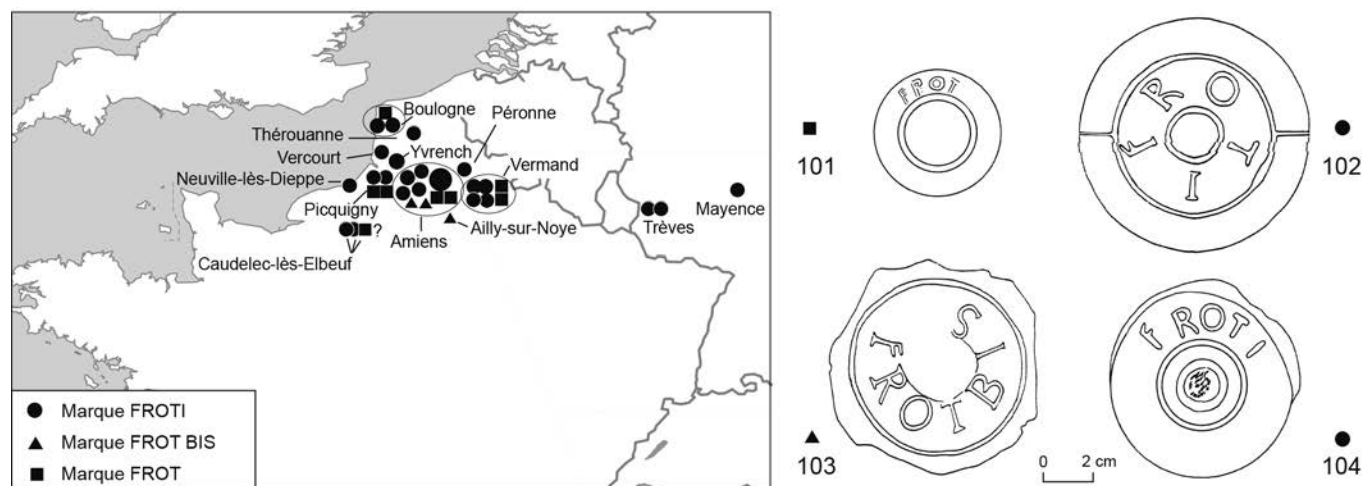 Boulogne
Péronne
Thérouanne
Vercourt
Yvrench
Vermand
Neuville-lès-Dieppe
Picquigny
Mayence
Trèves
?
Amiens
Ailly-sur-Noye
Caudelec-lès-Elbeuf
Marque FROTI
Marque FROT BIS
Marque FROT
FROT
101
FROTI
102
FROTBIS
103
0 2 cm
FROTI
104